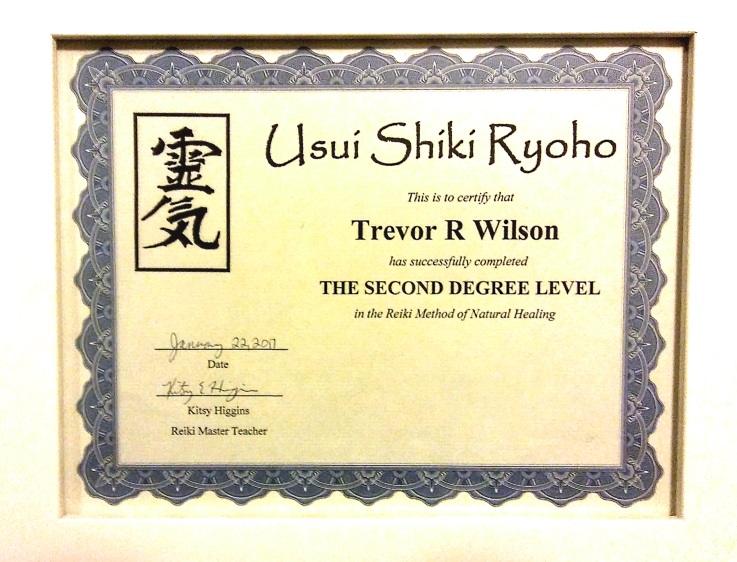 靈
気
Usui Shiki Ryoho
This is to certify that
Trevor R Wilson
has successfully completed
THE SECOND DEGREE LEVEL
in the Reiki Method of Natural Healing
January 22, 2017
Date
Kitsy E Higgins
Kitsy Higgins
Reiki Master Teacher